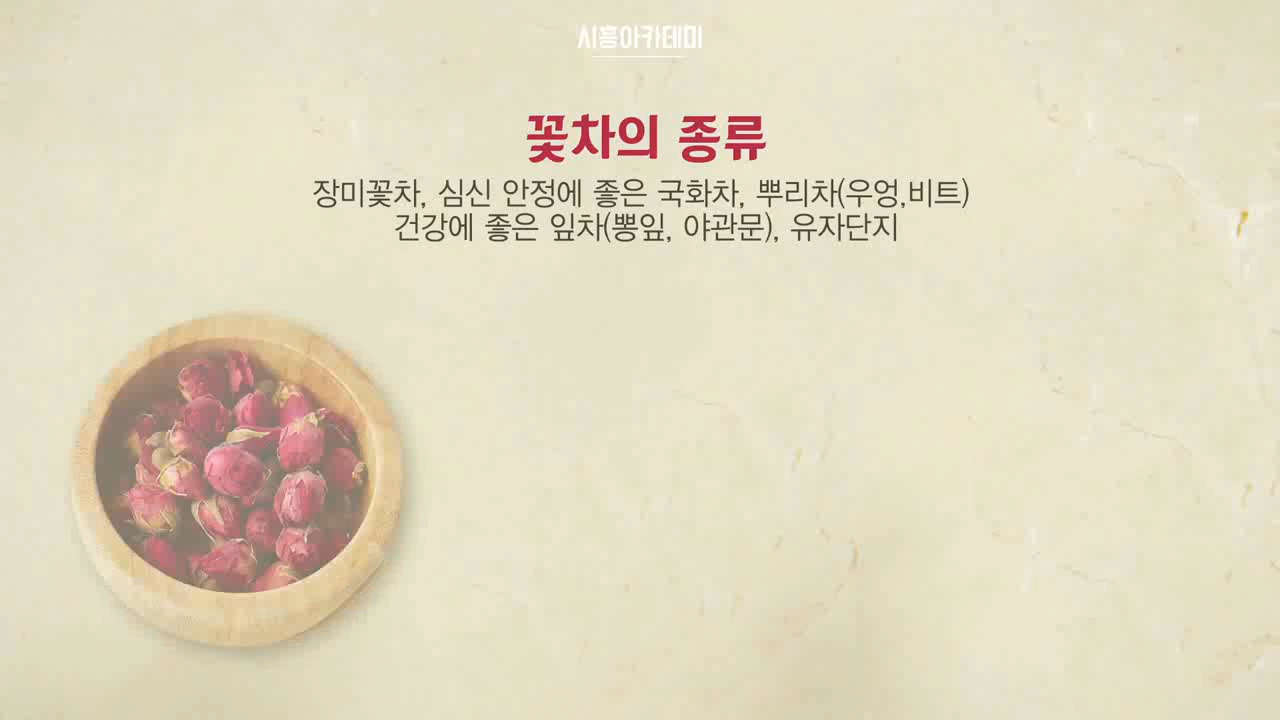 시흥아카데미
꽃차의 종류
장미꽃차, 심신 안정에 좋은 국화차, 뿌리차(우엉,비트)
건강에 좋은 잎차(뽕잎, 야관문), 유자단지